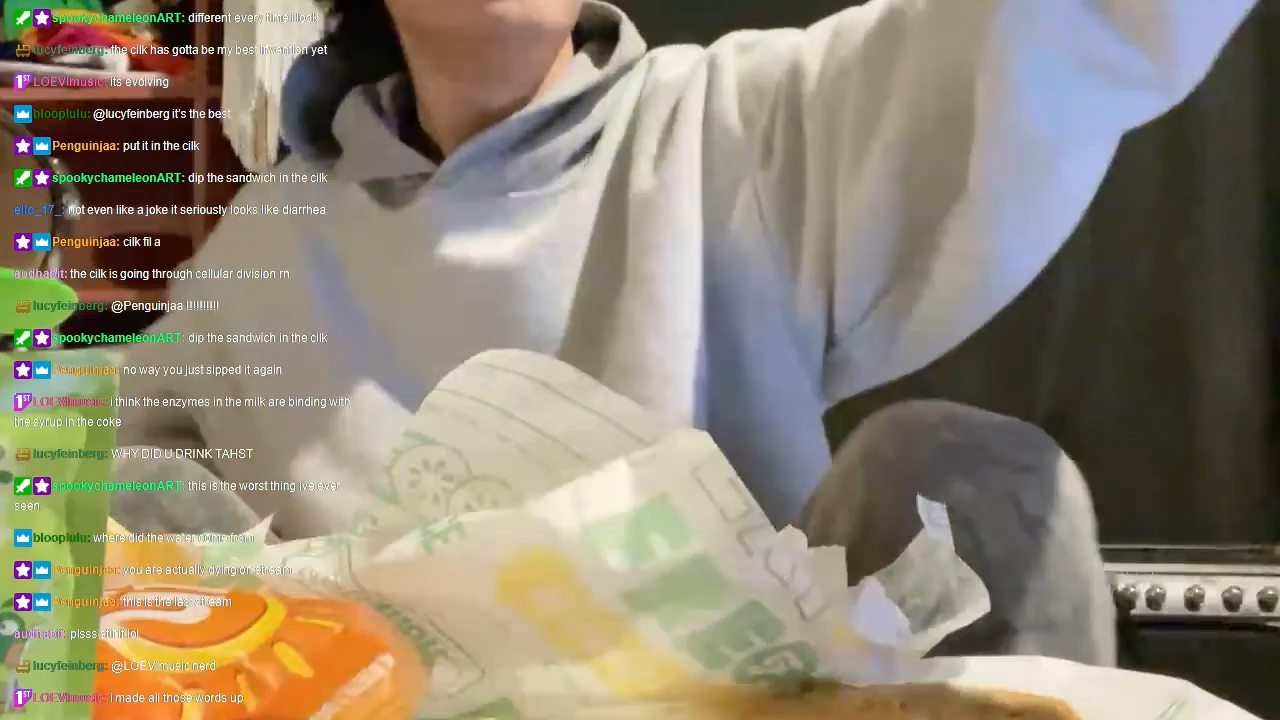 spookychameleonART: different every time i look
lucyfeinberg: the cilk has gotta be my best invention yet
1ST LOEVImusic: its evolving
blooplulu: @lucyfeinberg it's the best
Penguinjaa: put it in the cilk
spookychameleonART: dip the sandwich in the cilk
ello_17_: not even like a joke it seriously looks like diarrhea
Penguinjaa: cilk fil a
audhabit: the cilk is going through cellular division rn
lucyfeinberg: @Penguinjaa !!!!!!!!!!
spookychameleonART: dip the sandwich in the cilk
Penguinjaa: no way you just sipped it again
1ST LOEVImusic: i think the enzymes in the milk are binding with
the syrup in the coke
lucyfeinberg: WHY DID U DRINK TAHST
spookychameleonART: this is the worst thing ive ever
seen
blooplulu: where did the water come from
Penguinjaa: you are actually dying on stream
Penguinjaa: this is the last stream
audhabit: plsss stir it lol
lucyfeinberg: @LOEVImusic nerd
1ST LOEVImusic: i made all those words up